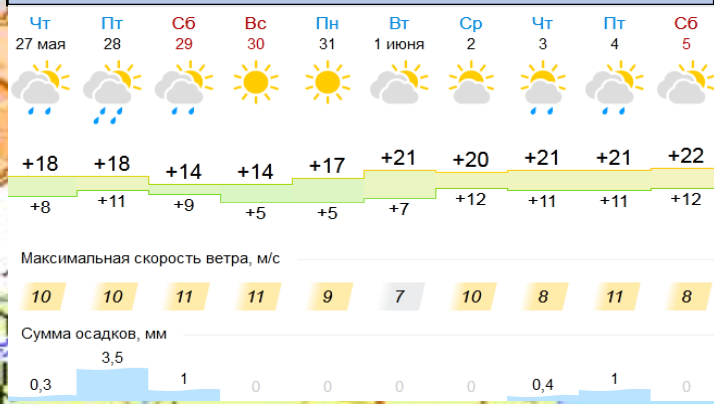 Чт Пт Сб Вс Пн Вт Ср Чт Пт Сб
27 мая 28 29 30 31 1 июня 2 3 4 5
+18 +18 +14 +14 +17 +21 +20 +21 +21 +22
+8 +11 +9 +5 +5 +7 +12 +11 +11 +12
Максимальная скорость ветра, м/с
10 10 11 11 9 7 10 8 11 8
Сумма осадков, мм
0,3 3,5 1 0 0 0 0 0,4 1 0